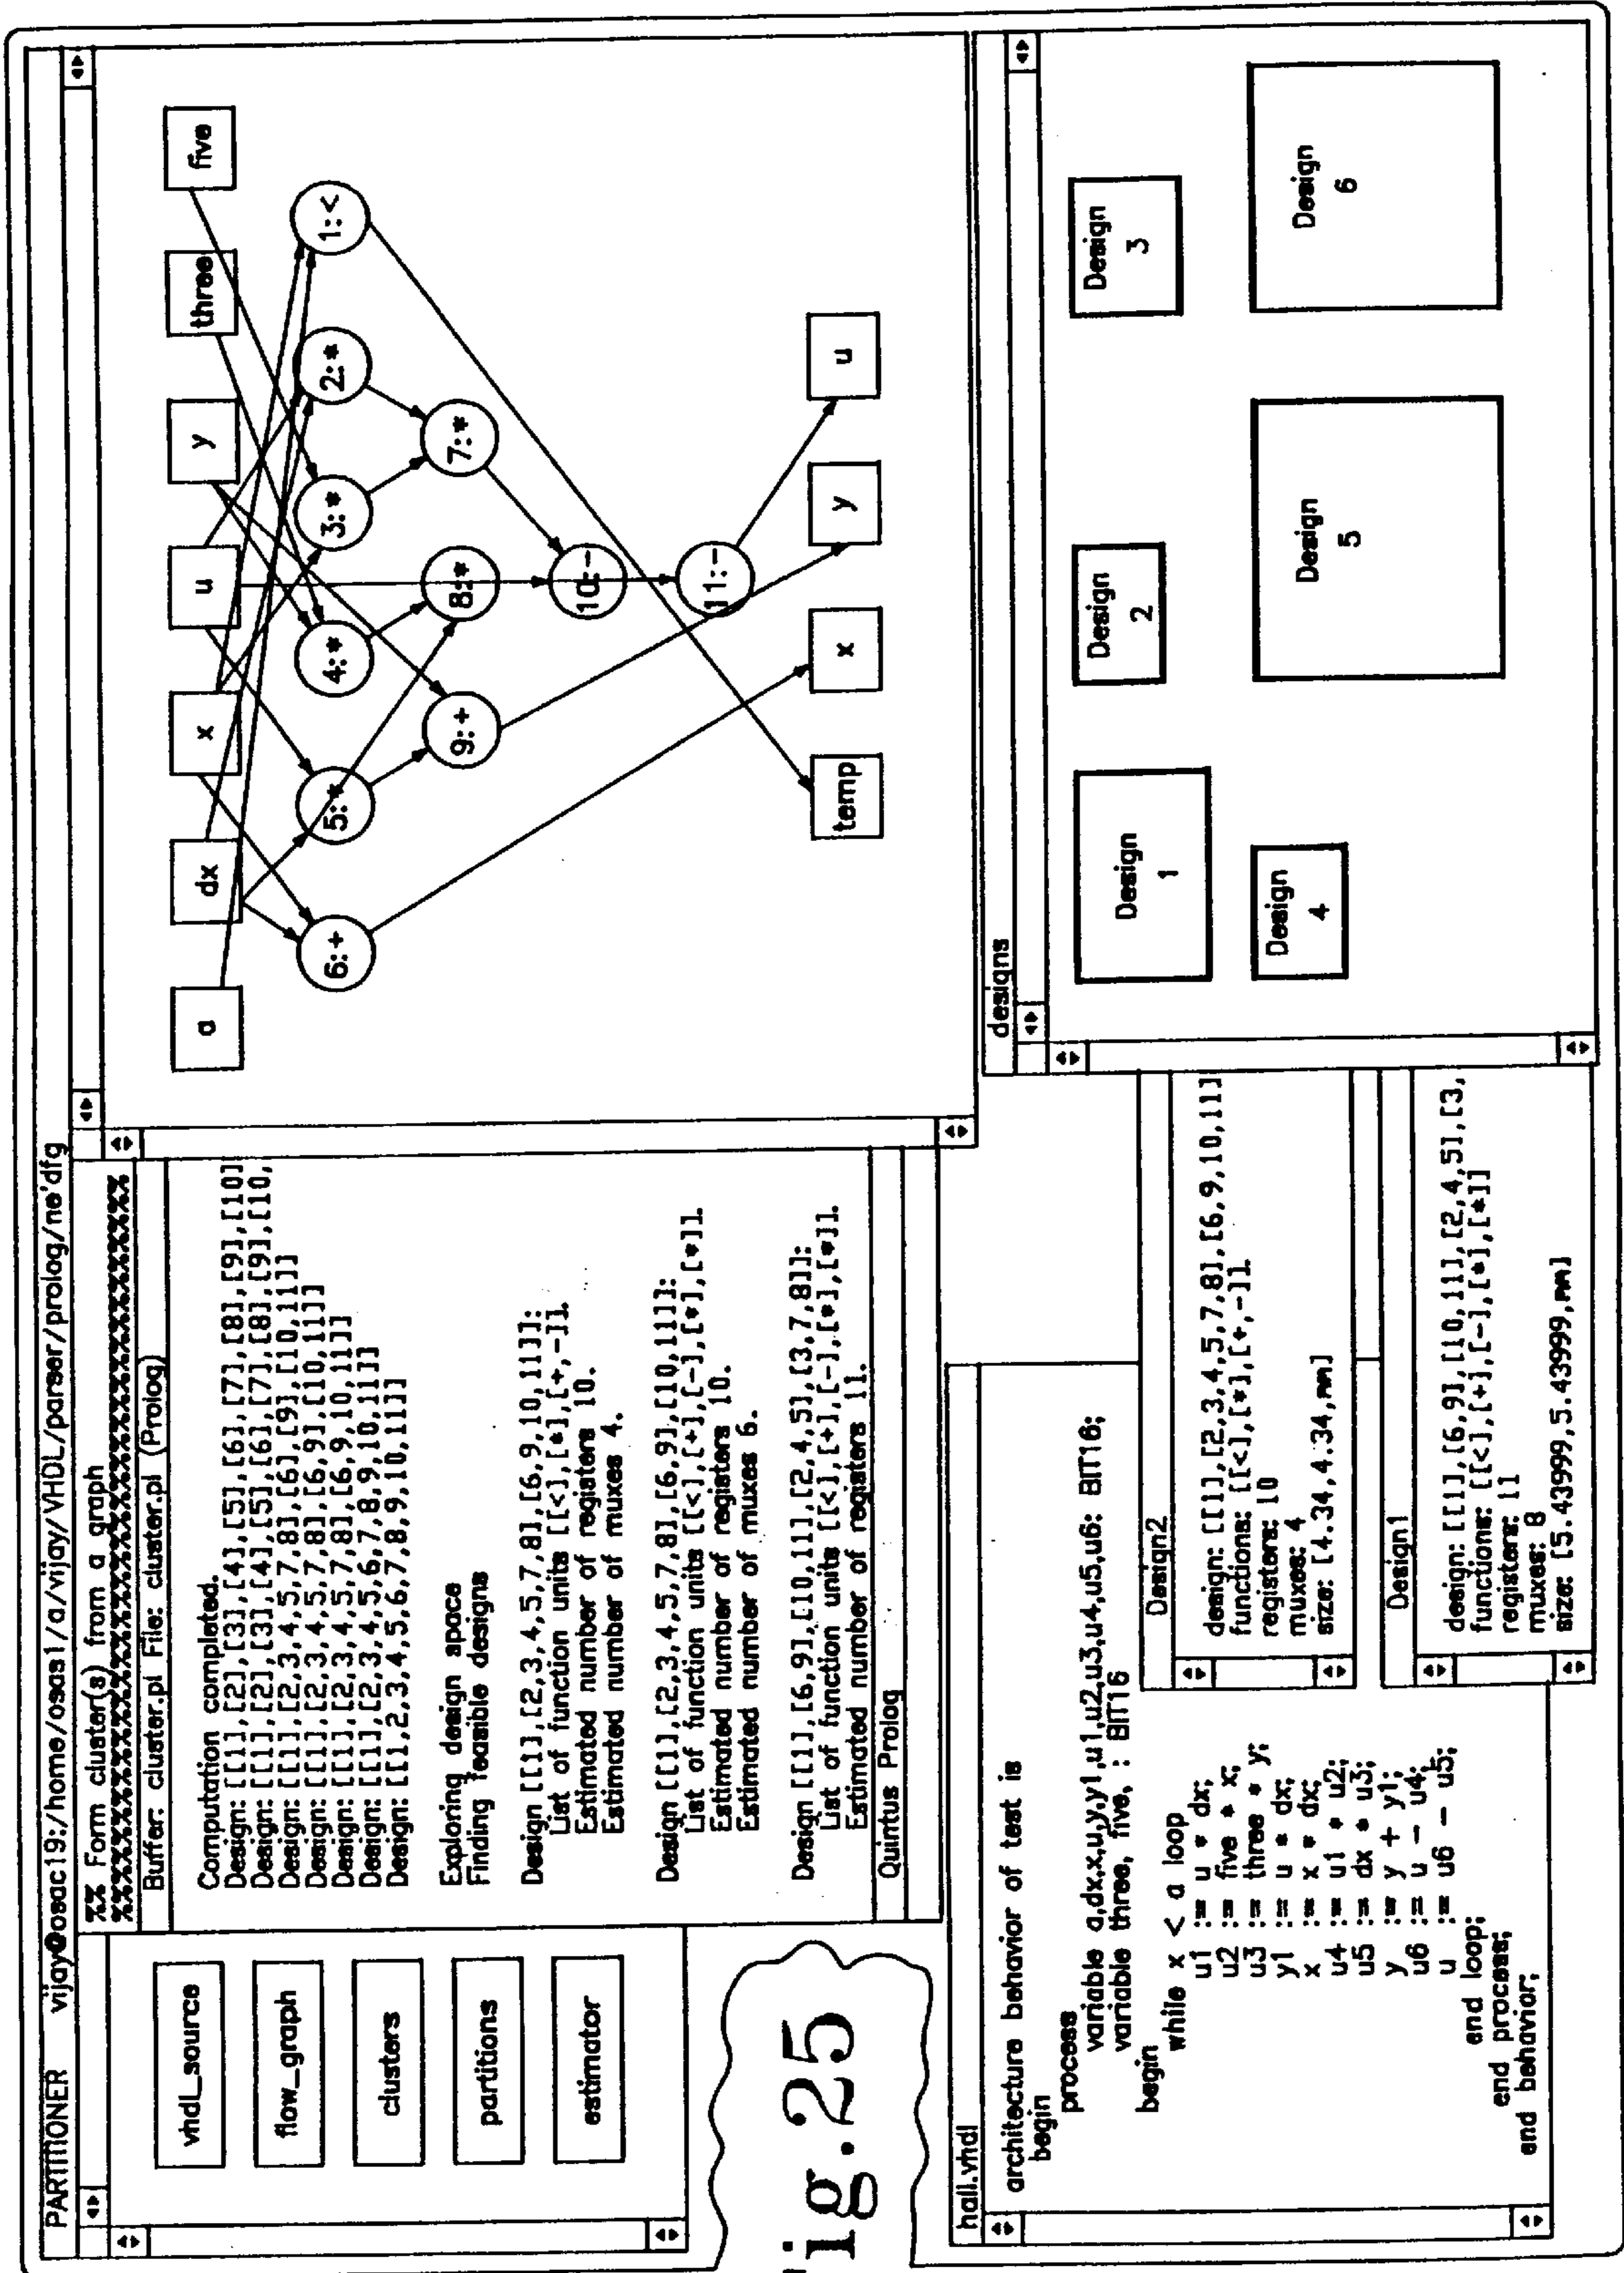 PARTITIONER vijay@osac19:/home/osas1/a/vijay/VHDL/parser/prolog/ne'dfg
vhdl_source
flow_graph
clusters
partitions
estimator
%% Form cluster(s) from a graph
%%%%%%%%%%%%%%%%%%%%%%%%%%%%%%%%%%%%%%%%%
Buffer: cluster.pl File: cluster.pl (Prolog)
Computation completed.
Design: [[1],[2],[3],[4],[5],[6],[7],[8],[9],[10]
Design: [[1],[2],[3],[4],[5],[6],[7],[8],[9],[10,
Design: [[1],[2,3,4,5,7,8],[6],[9],[10,11]]
Design: [[1],[2,3,4,5,7,8],[6,9],[10,11]]
Design: [[1],[2,3,4,5,7,8],[6,9,10,11]]
Design: [[1],[2,3,4,5,6,7,8,9,10,11]]
Design: [[1,2,3,4,5,6,7,8,9,10,11]]
Exploring design space
Finding feasible designs
Design [[1],[2,3,4,5,7,8],[6,9,10,11]]:
List of function units [[<],[*],[+,-]].
Estimated number of registers 10.
Estimated number of muxes 4.
Design [[1],[2,3,4,5,7,8],[6,9],[10,11]]:
List of function units [[<],[+],[-],[*],[*]].
Estimated number of registers 10.
Estimated number of muxes 6.
Design [[1],[6,9],[10,11],[2,4,5],[3,7,8]]:
List of function units [[<],[+],[-],[*],[*]].
Estimated number of registers 11.
Quintus Prolog
a
dx
x
u
y
three
five
6:+
5:*
4:*
3:*
2:*
1:<
9:+
8:*
7:*
10:-
11:-
temp
x
y
u
ig.25
hall.vhdl
architecture behavior of test is
begin
process
variable a,dx,x,u,y,y1,u1,u2,u3,u4,u5,u6: BIT16;
variable three, five, : BIT16
begin
while x < a loop
u1 := u * dx;
u2 := five * x;
u3 := three * y;
y1 := u * dx;
x := x + dx;
u4 := u1 * u2;
u5 := dx * u3;
y := y + y1;
u6 := u - u4;
u := u6 - u5;
end loop;
end process;
end behavior;
Design2
design: [[1],[2,3,4,5,7,8],[6,9,10,11]
functions: [[<],[*],[+,-]].
registers: 10
muxes: 4
size: [4.34,4.34,mm]
Design1
design: [[1],[6,9],[10,11],[2,4,5],[3,
functions: [[<],[+],[-],[*],[*]]
registers: 11
muxes: 8
size: [5.43999,5.43999,mm]
designs
Design
1
Design
2
Design
3
Design
4
Design
5
Design
6